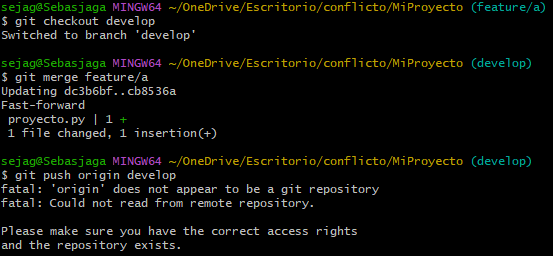 sejag@Sebasjaga MINGW64 ~/OneDrive/Escritorio/conflicto/MiProyecto (feature/a)
$ git checkout develop
Switched to branch 'develop'
sejag@Sebasjaga MINGW64 ~/OneDrive/Escritorio/conflicto/MiProyecto (develop)
$ git merge feature/a
Updating dc3b6bf..cb8536a
Fast-forward
 proyecto.py | 1 +
 1 file changed, 1 insertion(+)
sejag@Sebasjaga MINGW64 ~/OneDrive/Escritorio/conflicto/MiProyecto (develop)
$ git push origin develop
fatal: 'origin' does not appear to be a git repository
fatal: Could not read from remote repository.
Please make sure you have the correct access rights
and the repository exists.